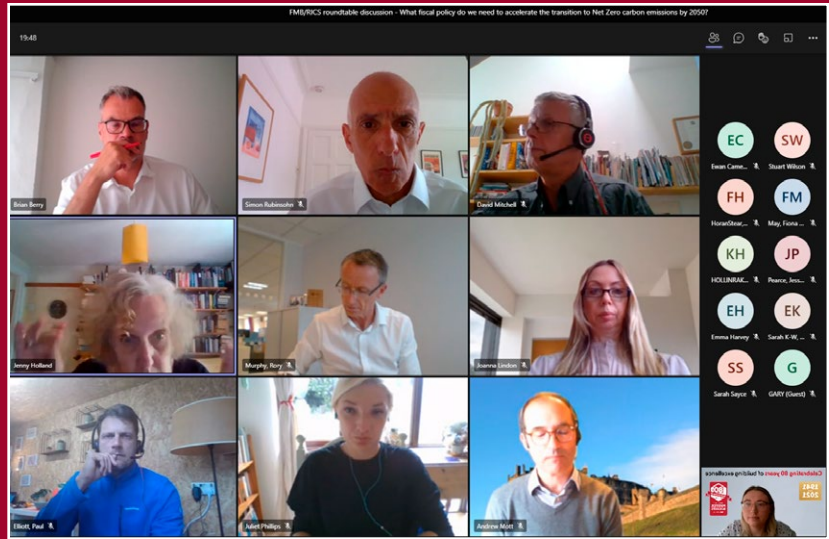 FMB/RICS roundtable discussion - What fiscal policy do we need to accelerate the transition to Net Zero carbon emissions by 2050?
19:48
Brian Berry
Simon Rubinsohn
David Mitchell
EC
SW
Ewan Came...
Stuart Wilson
FH
FM
HoranStear,...
May, Fiona ...
Jenny Holland
Murphy, Rory
Joanna Lindon
KH
JP
HOLLINRAK...
Pearce, Jess...
EH
EK
Emma Harvey
Sarah K-W, ...
SS
G
Sarah Sayce
GARY (Guest)
Elliott, Paul
Juliet Phillips
Andrew Mott
Celebrating 80 years of building excellence
1941
2021